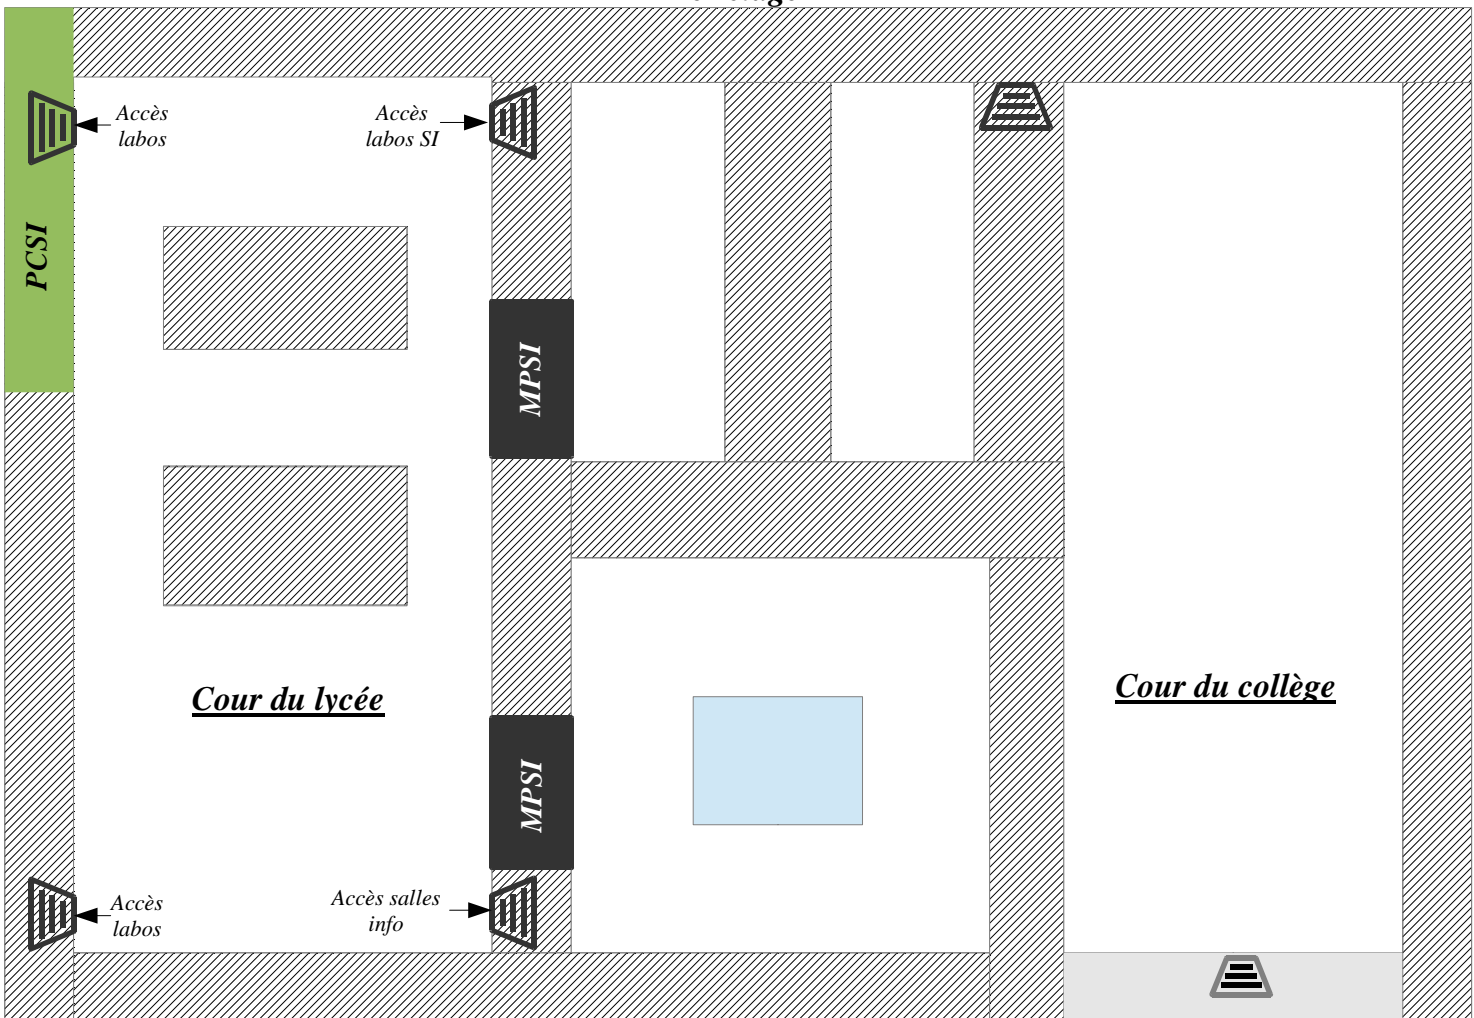 Accès
labos
Accès
labos SI
PCSI
MPSI
Cour du lycée
Cour du collège
MPSI
Accès
labos
Accès salles
info